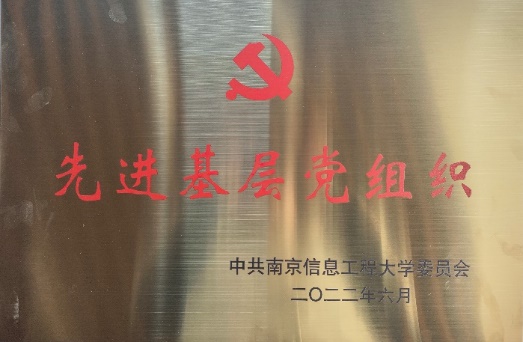 先进基层党组织
中共南京信息工程大学委员会
二〇二二年六月